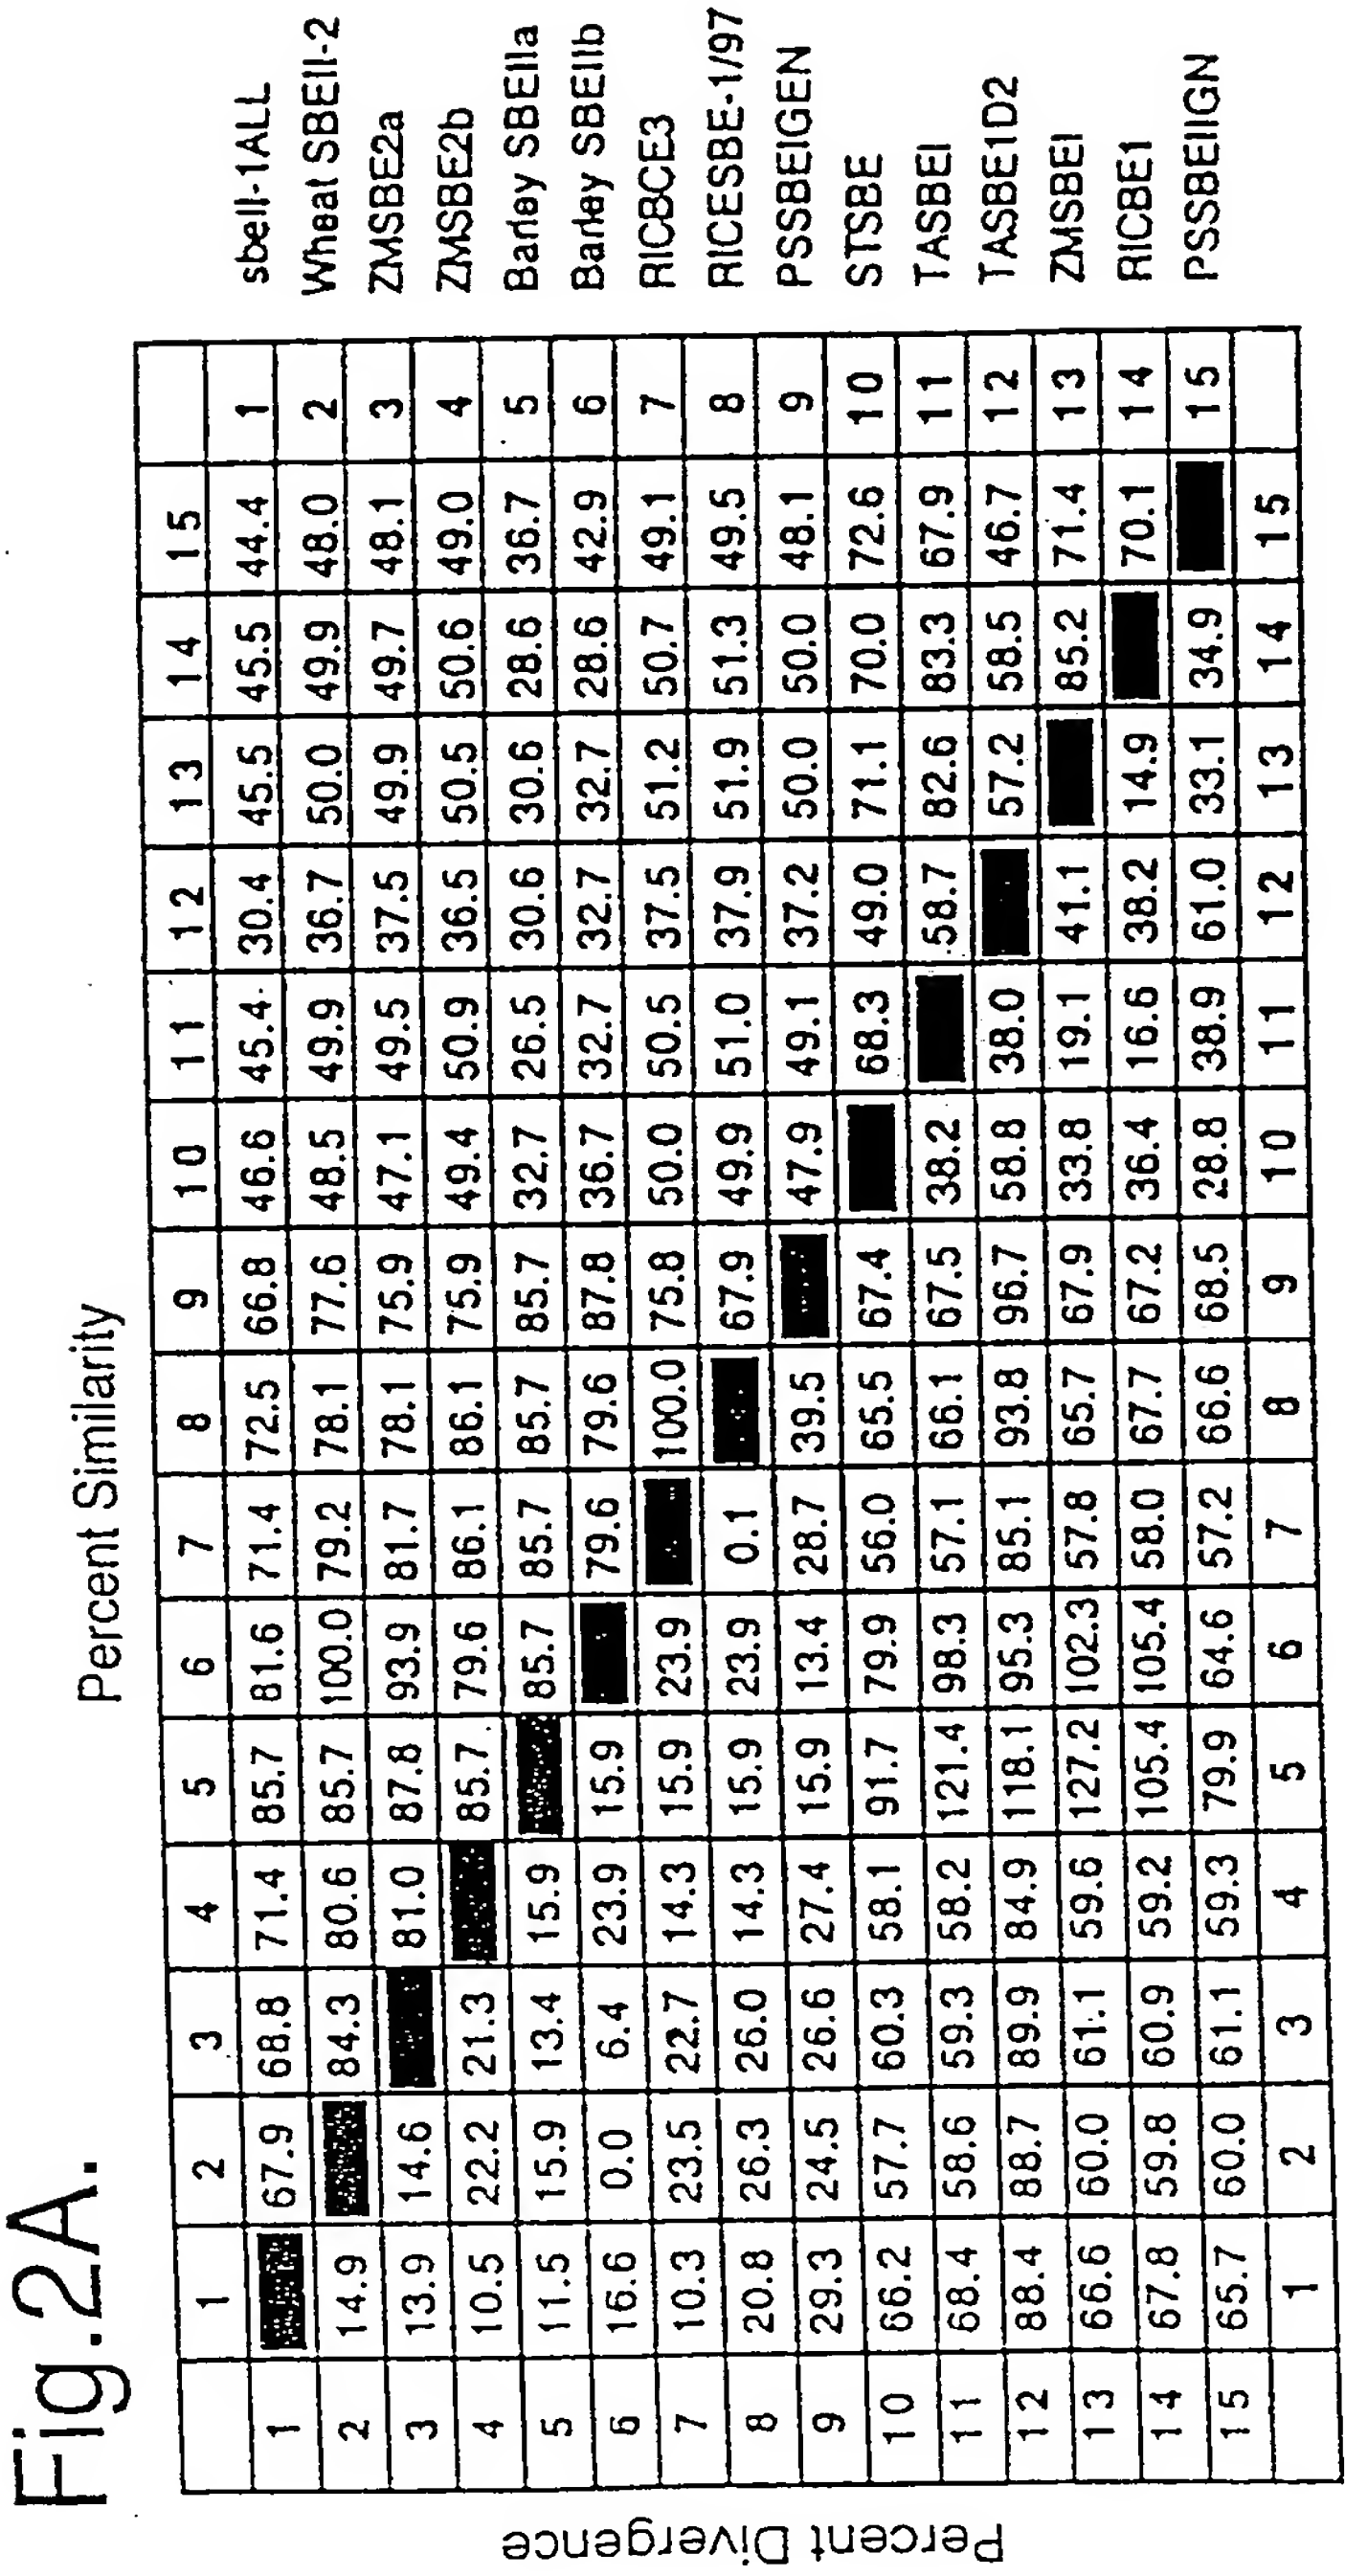 Fig.2A.
Percent Similarity
Percent Divergence
1 2 3 4 5 6 7 8 9 10 11 12 13 14 15
1 67.9 68.8 71.4 85.7 81.6 71.4 72.5 66.8 46.6 45.4 30.4 45.5 45.5 44.4 1 sbeII-1ALL
2 14.9 84.3 80.6 85.7 100.0 79.2 78.1 77.6 48.5 49.9 36.7 50.0 49.9 48.0 2 Wheat SBEII-2
3 13.9 14.6 81.0 87.8 93.9 81.7 78.1 75.9 47.1 49.5 37.5 49.9 49.7 48.1 3 ZMSBE2a
4 10.5 22.2 21.3 85.7 79.6 86.1 86.1 75.9 49.4 50.9 36.5 50.5 50.6 49.0 4 ZMSBE2b
5 11.5 15.9 13.4 15.9 85.7 85.7 85.7 85.7 32.7 26.5 30.6 30.6 28.6 36.7 5 Barley SBEIIa
6 16.6 0.0 6.4 23.9 15.9 79.6 79.6 87.8 36.7 32.7 32.7 32.7 28.6 42.9 6 Barley SBEIIb
7 10.3 23.5 22.7 14.3 15.9 23.9 100.0 75.8 50.0 50.5 37.5 51.2 50.7 49.1 7 RICBCE3
8 20.8 26.3 26.0 14.3 15.9 23.9 0.1 67.9 49.9 51.0 37.9 51.9 51.3 49.5 8 RICESBE-1/97
9 29.3 24.5 26.6 27.4 15.9 13.4 28.7 39.5 47.9 49.1 37.2 50.0 50.0 48.1 9 PSSBEIGEN
10 66.2 57.7 60.3 58.1 91.7 79.9 56.0 65.5 67.4 68.3 49.0 71.1 70.0 72.6 10 STSBE
11 68.4 58.6 59.3 58.2 121.4 98.3 57.1 66.1 67.5 38.2 58.7 82.6 83.3 67.9 11 TASBEI
12 88.4 88.7 89.9 84.9 118.1 95.3 85.1 93.8 96.7 58.8 38.0 57.2 58.5 46.7 12 TASBE1D2
13 66.6 60.0 61.1 59.6 127.2 102.3 57.8 65.7 67.9 33.8 19.1 41.1 85.2 71.4 13 ZMSBEI
14 67.8 59.8 60.9 59.2 105.4 105.4 58.0 67.7 67.2 36.4 16.6 38.2 14.9 70.1 14 RICBE1
15 65.7 60.0 61.1 59.3 79.9 64.6 57.2 66.6 68.5 28.8 38.9 61.0 33.1 34.9 15 PSSBEIIGN
1 2 3 4 5 6 7 8 9 10 11 12 13 14 15